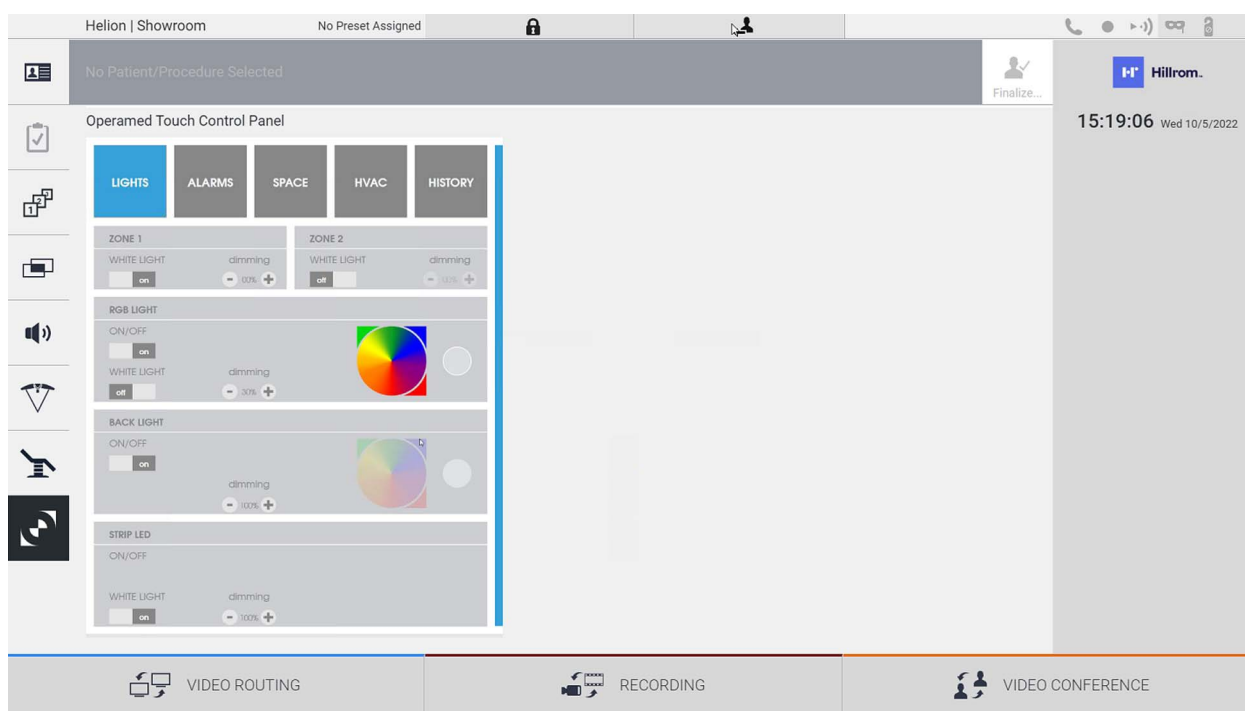 Helion | Showroom
No Preset Assigned
No Patient/Procedure Selected
Finalize...
Hillrom™
15:19:06 Wed 10/5/2022
Operamed Touch Control Panel
LIGHTS ALARMS SPACE HVAC HISTORY
ZONE 1
WHITE LIGHT dimming
on - 00% +
ZONE 2
WHITE LIGHT dimming
off - 00% +
RGB LIGHT
ON/OFF
on
WHITE LIGHT dimming
off - 30% +
BACK LIGHT
ON/OFF
on
dimming
- 100% +
STRIP LED
ON/OFF
WHITE LIGHT dimming
on - 100% +
VIDEO ROUTING
RECORDING
VIDEO CONFERENCE